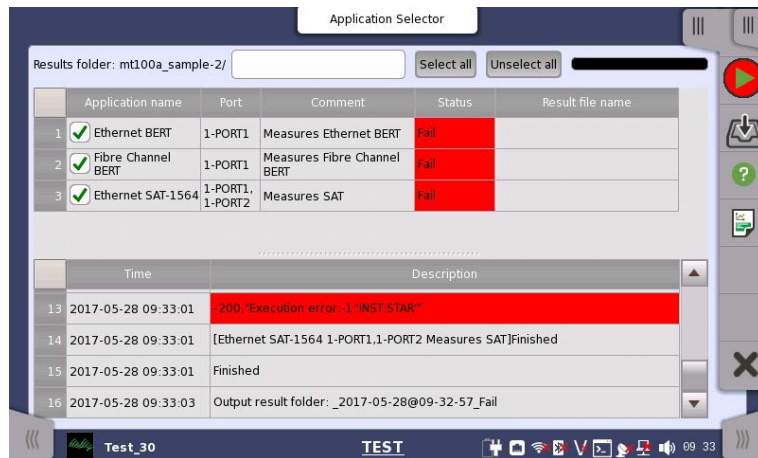 Application Selector
Results folder: mt100a_sample-2/
Select all
Unselect all
Application name Port Comment Status Result file name
1 Ethernet BERT 1-PORT1 Measures Ethernet BERT Fail
2 Fibre Channel BERT 1-PORT1 Measures Fibre Channel BERT Fail
3 Ethernet SAT-1564 1-PORT1, 1-PORT2 Measures SAT Fail
Time Description
13 2017-05-28 09:33:01 -200,"Execution error;-1:'INST:STAR'"
14 2017-05-28 09:33:01 [Ethernet SAT-1564 1-PORT1,1-PORT2 Measures SAT]Finished
15 2017-05-28 09:33:01 Finished
16 2017-05-28 09:33:03 Output result folder: _2017-05-28@09-32-57_Fail
Test_30
TEST
09 33